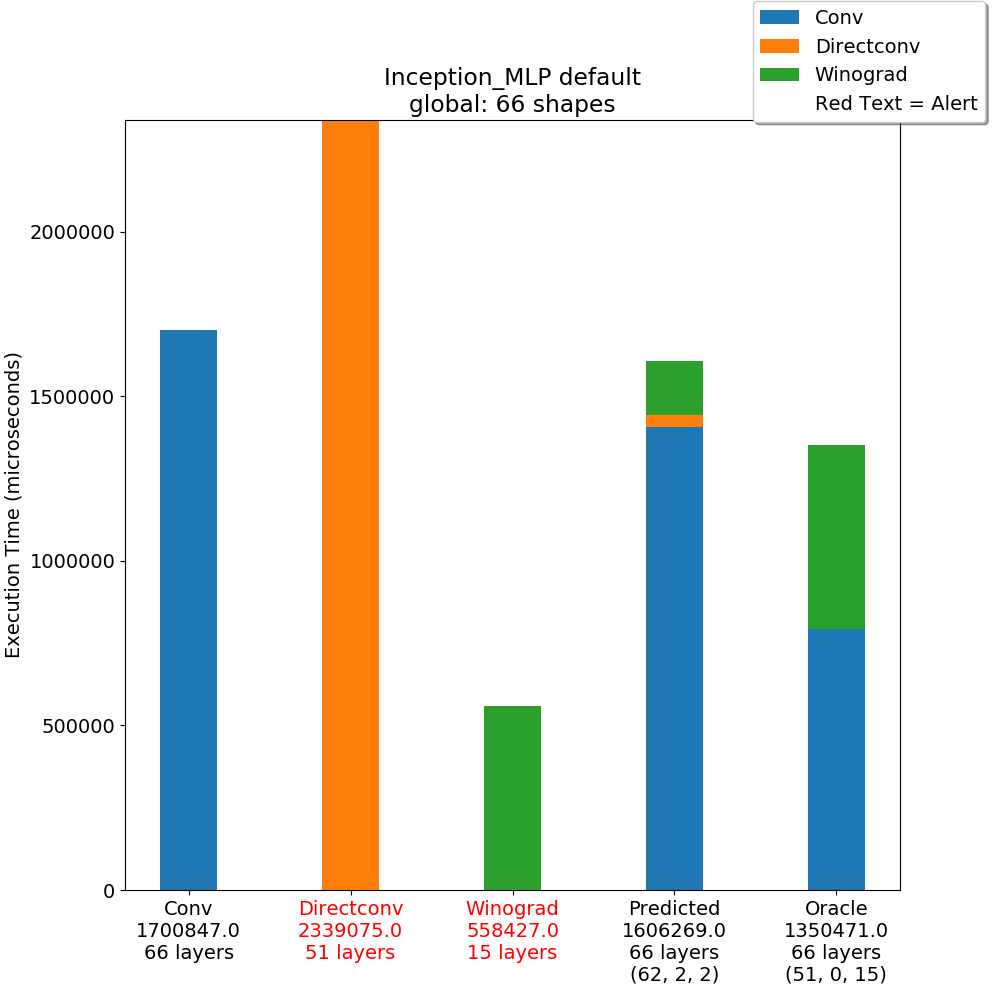 Conv
Directconv
Winograd
Red Text = Alert
Inception_MLP default
global: 66 shapes
Execution Time (microseconds)
2000000
1500000
1000000
500000
0
Conv
1700847.0
66 layers
Directconv
2339075.0
51 layers
Winograd
558427.0
15 layers
Predicted
1606269.0
66 layers
(62, 2, 2)
Oracle
1350471.0
66 layers
(51, 0, 15)